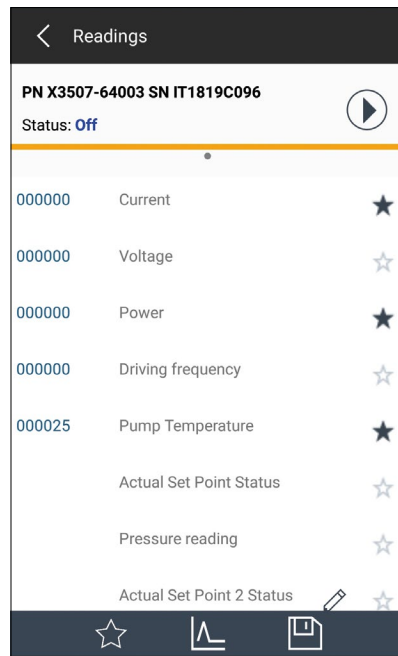 Readings
PN X3507-64003 SN IT1819C096
Status: Off
000000 Current
000000 Voltage
000000 Power
000000 Driving frequency
000025 Pump Temperature
Actual Set Point Status
Pressure reading
Actual Set Point 2 Status